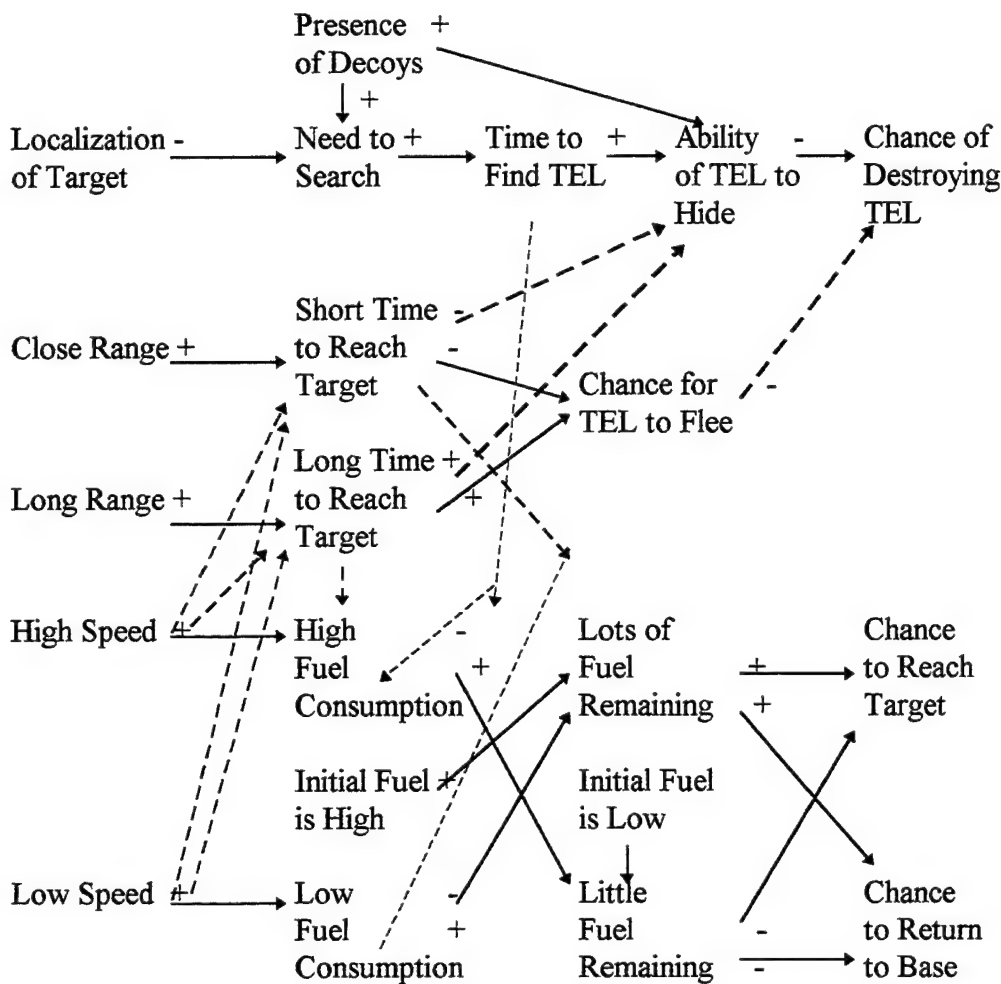 Presence +
of Decoys
+
Localization -
of Target
Need to +
Search
Time to +
Find TEL
Ability -
of TEL to
Hide
Chance of
Destroying
TEL
Close Range +
Short Time -
to Reach -
Target
Chance for
TEL to Flee -
Long Range +
Long Time +
to Reach +
Target
High Speed +
High -
Fuel +
Consumption
Lots of
Fuel +
Remaining +
Chance
to Reach
Target
Initial Fuel +
is High
Initial Fuel
is Low
Low Speed +
Low -
Fuel +
Consumption
Little
Fuel -
Remaining -
Chance
to Return
to Base